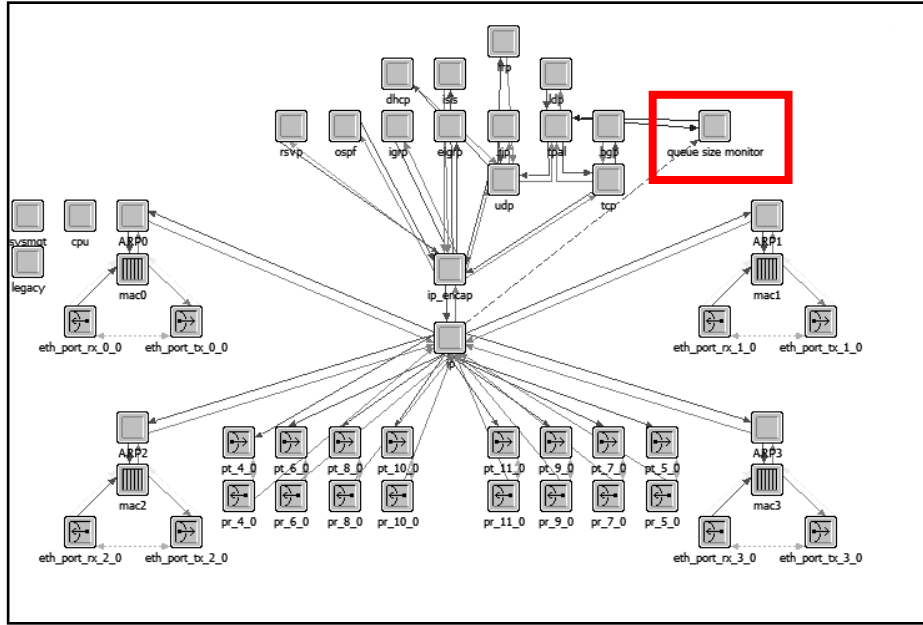 rtp
dhcp
isis
ldp
rsvp
ospf
igrp
eigrp
rip
tpal
bgp
queue size monitor
udp
tcp
sysmgt
cpu
ARP0
ARP1
legacy
mac0
ip_encap
mac1
eth_port_rx_0_0
eth_port_tx_0_0
eth_port_rx_1_0
eth_port_tx_1_0
ip
ARP2
pt_4_0
pt_6_0
pt_8_0
pt_10_0
pt_11_0
pt_9_0
pt_7_0
pt_5_0
ARP3
mac2
pr_4_0
pr_6_0
pr_8_0
pr_10_0
pr_11_0
pr_9_0
pr_7_0
pr_5_0
mac3
eth_port_rx_2_0
eth_port_tx_2_0
eth_port_rx_3_0
eth_port_tx_3_0